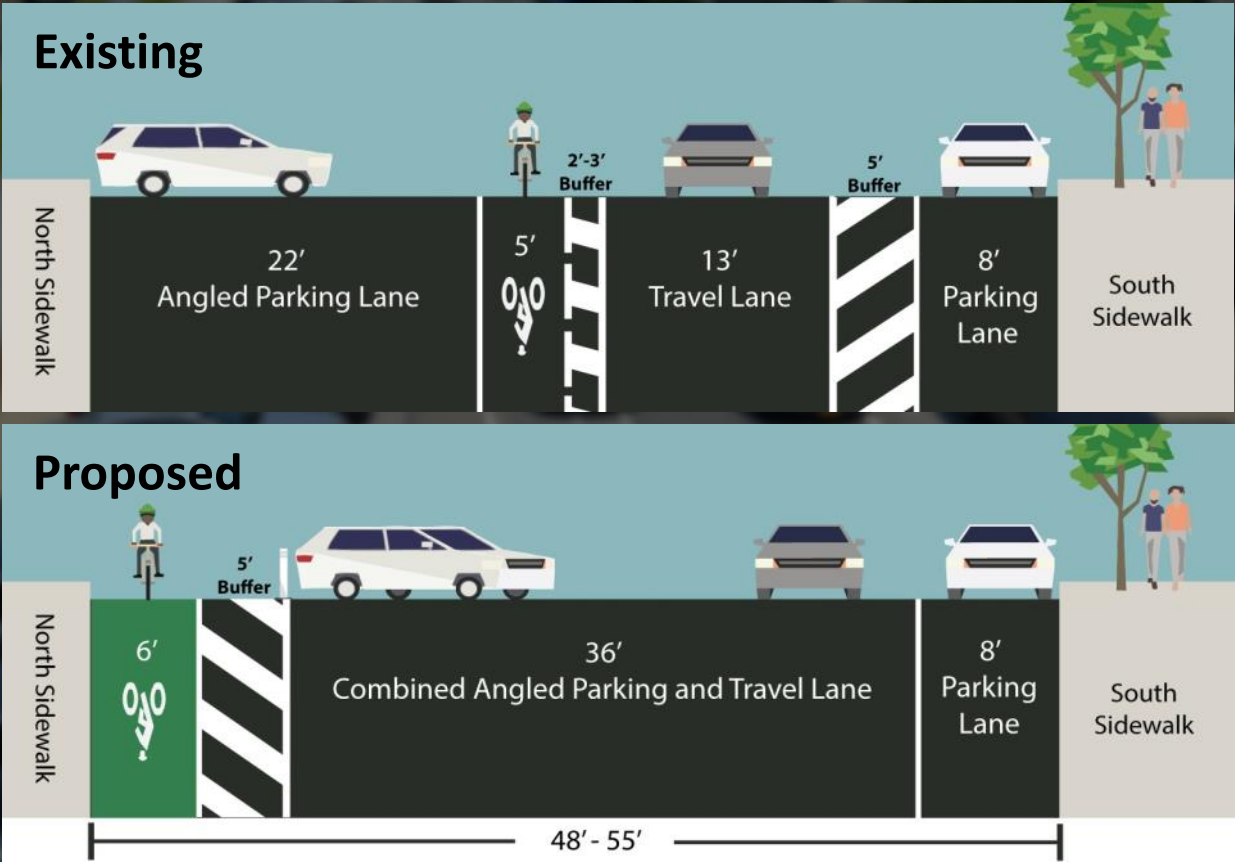 Existing
North Sidewalk
22’
Angled Parking Lane
5’
2’-3’
Buffer
13’
Travel Lane
5’
Buffer
8’
Parking
Lane
South
Sidewalk
Proposed
North Sidewalk
6’
5’
Buffer
36’
Combined Angled Parking and Travel Lane
8’
Parking
Lane
South
Sidewalk
48’ - 55’